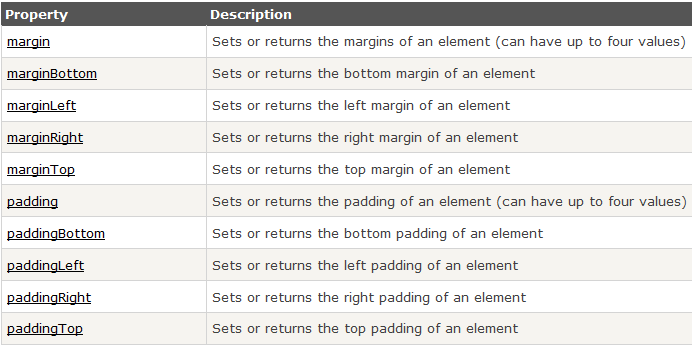 Property Description
margin Sets or returns the margins of an element (can have up to four values)
marginBottom Sets or returns the bottom margin of an element
marginLeft Sets or returns the left margin of an element
marginRight Sets or returns the right margin of an element
marginTop Sets or returns the top margin of an element
padding Sets or returns the padding of an element (can have up to four values)
paddingBottom Sets or returns the bottom padding of an element
paddingLeft Sets or returns the left padding of an element
paddingRight Sets or returns the right padding of an element
paddingTop Sets or returns the top padding of an element